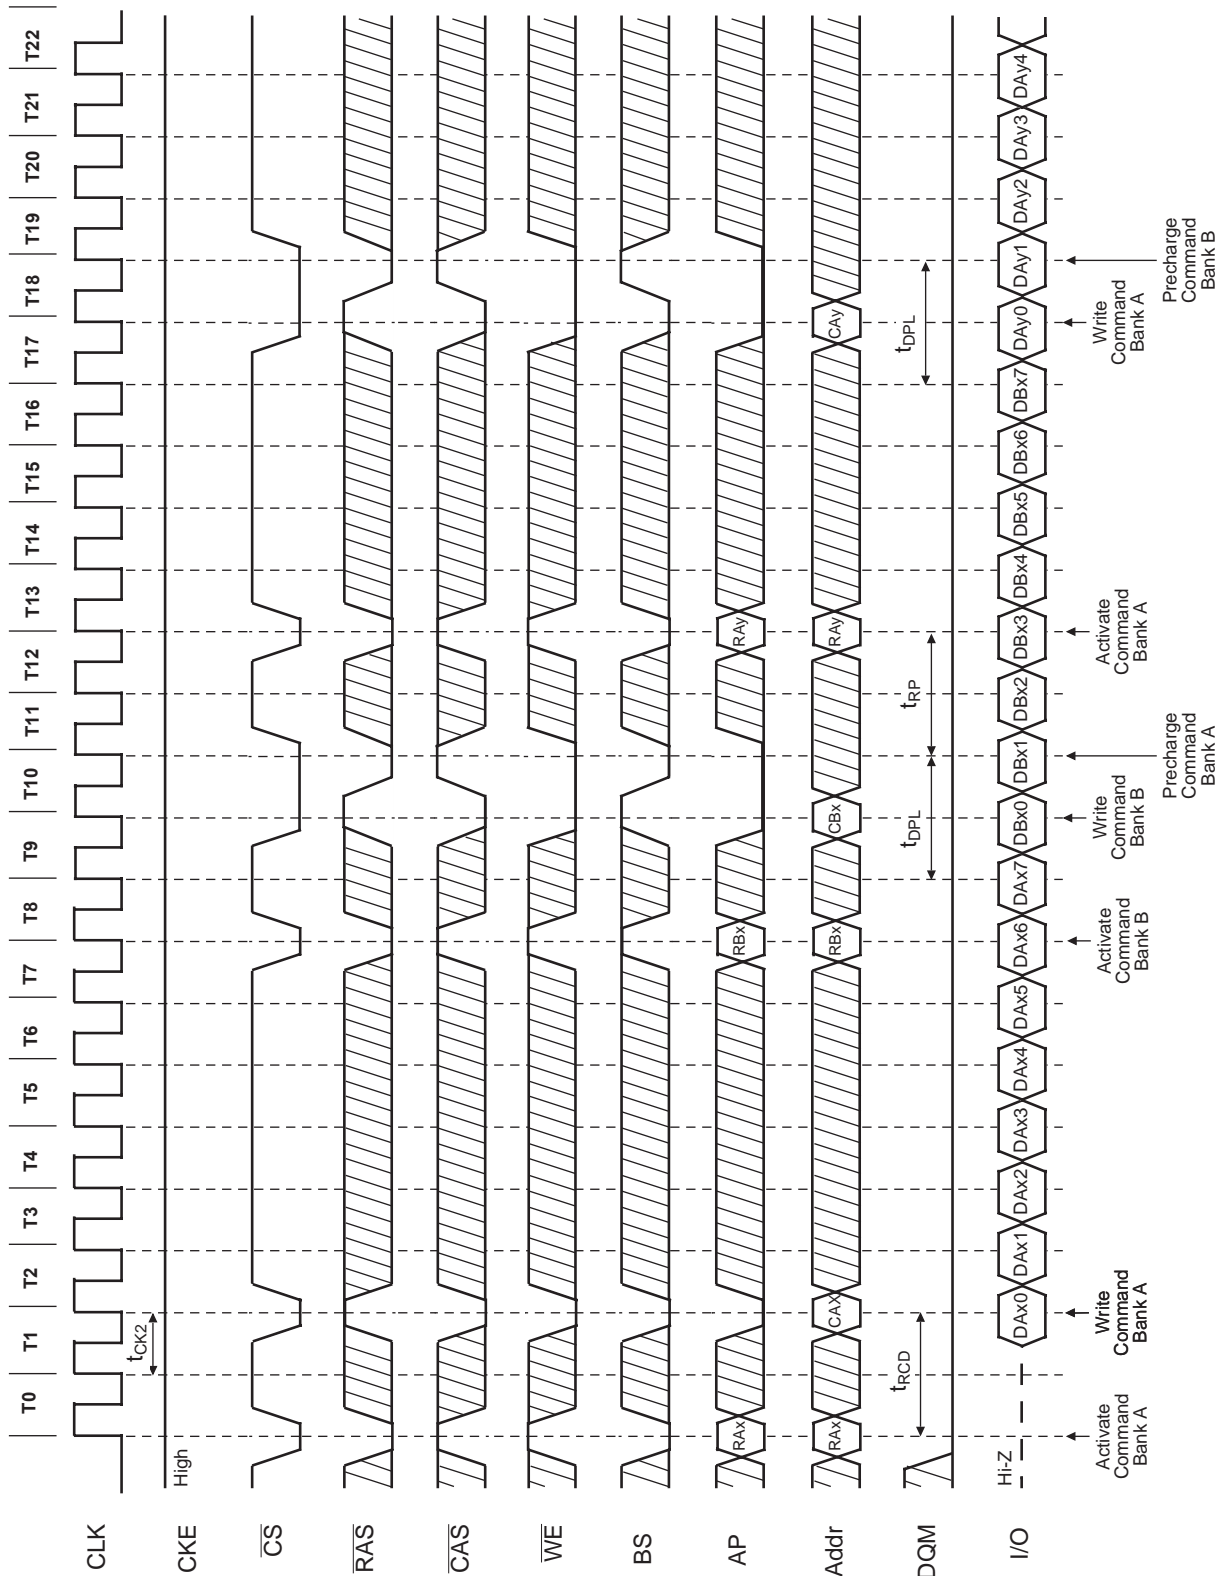 T0 T1 T2 T3 T4 T5 T6 T7 T8 T9 T10 T11 T12 T13 T14 T15 T16 T17 T18 T19 T20 T21 T22
CLK
tCK2
CKE
High
CS
RAS
CAS
WE
BS
AP
RAx RBx RAy
Addr
RAx CAX RBx CBx RAy CAy
DQM
tRCD tDPL tRP tDPL
I/O
Hi-Z
DAx0 DAx1 DAx2 DAx3 DAx4 DAx5 DAx6 DAx7 DBx0 DBx1 DBx2 DBx3 DBx4 DBx5 DBx6 DBx7 DAy0 DAy1 DAy2 DAy3 DAy4
Activate
Command
Bank A
Write
Command
Bank A
Activate
Command
Bank B
Write
Command
Bank B
Precharge
Command
Bank A
Activate
Command
Bank A
Write
Command
Bank A
Precharge
Command
Bank B